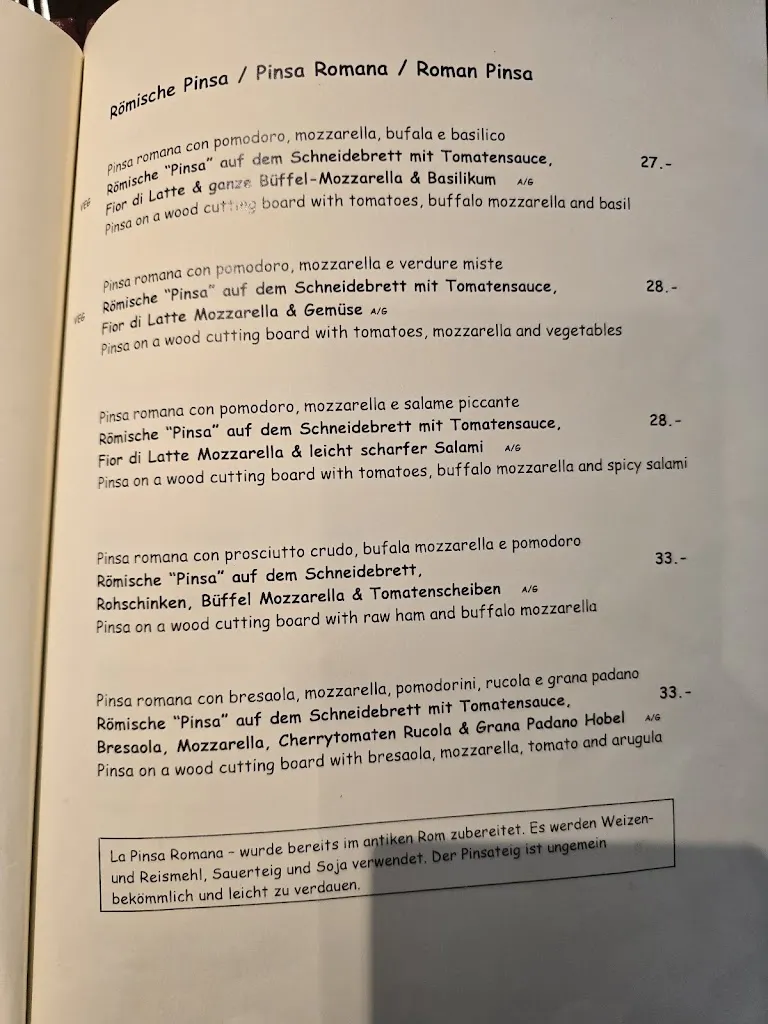 Römische Pinsa / Pinsa Romana / Roman Pinsa
Pinsa romana con pomodoro, mozzarella, bufala e basilico
Römische "Pinsa" auf dem Schneidebrett mit Tomatensauce, 27.-
VEG Fior di Latte & ganze Büffel-Mozzarella & Basilikum A/G
Pinsa on a wood cutting board with tomatoes, buffalo mozzarella and basil
Pinsa romana con pomodoro, mozzarella e verdure miste
Römische "Pinsa" auf dem Schneidebrett mit Tomatensauce, 28.-
VEG Fior di Latte Mozzarella & Gemüse A/G
Pinsa on a wood cutting board with tomatoes, mozzarella and vegetables
Pinsa romana con pomodoro, mozzarella e salame piccante
Römische "Pinsa" auf dem Schneidebrett mit Tomatensauce, 28.-
Fior di Latte Mozzarella & leicht scharfer Salami A/G
Pinsa on a wood cutting board with tomatoes, buffalo mozzarella and spicy salami
Pinsa romana con prosciutto crudo, bufala mozzarella e pomodoro
Römische "Pinsa" auf dem Schneidebrett, 33.-
Rohschinken, Büffel Mozzarella & Tomatenscheiben A/G
Pinsa on a wood cutting board with raw ham and buffalo mozzarella
Pinsa romana con bresaola, mozzarella, pomodorini, rucola e grana padano
Römische "Pinsa" auf dem Schneidebrett mit Tomatensauce, 33.-
Bresaola, Mozzarella, Cherrytomaten Rucola & Grana Padano Hobel A/G
Pinsa on a wood cutting board with bresaola, mozzarella, tomato and arugula
La Pinsa Romana - wurde bereits im antiken Rom zubereitet. Es werden Weizen-
und Reismehl, Sauerteig und Soja verwendet. Der Pinsateig ist ungemein
bekömmlich und leicht zu verdauen.